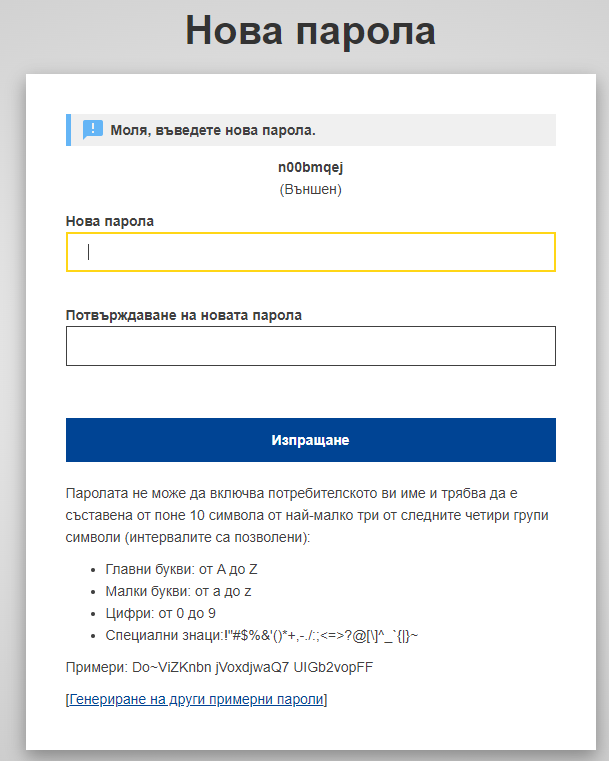 Нова парола
Моля, въведете нова парола.
n00bmqej
(Външен)
Нова парола
Потвърждаване на новата парола
Изпращане
Паролата не може да включва потребителското ви име и трябва да е
съставена от поне 10 символа от най-малко три от следните четири групи
символи (интервалите са позволени):
• Главни букви: от A до Z
• Малки букви: от a до z
• Цифри: от 0 до 9
• Специални знаци:!"#$%&'()*+,-./:;<=>?@[\]^_`{|}~
Примери: Do~ViZKnbn jVoxdjwaQ7 UIGb2vopFF
[Генериране на други примерни пароли]